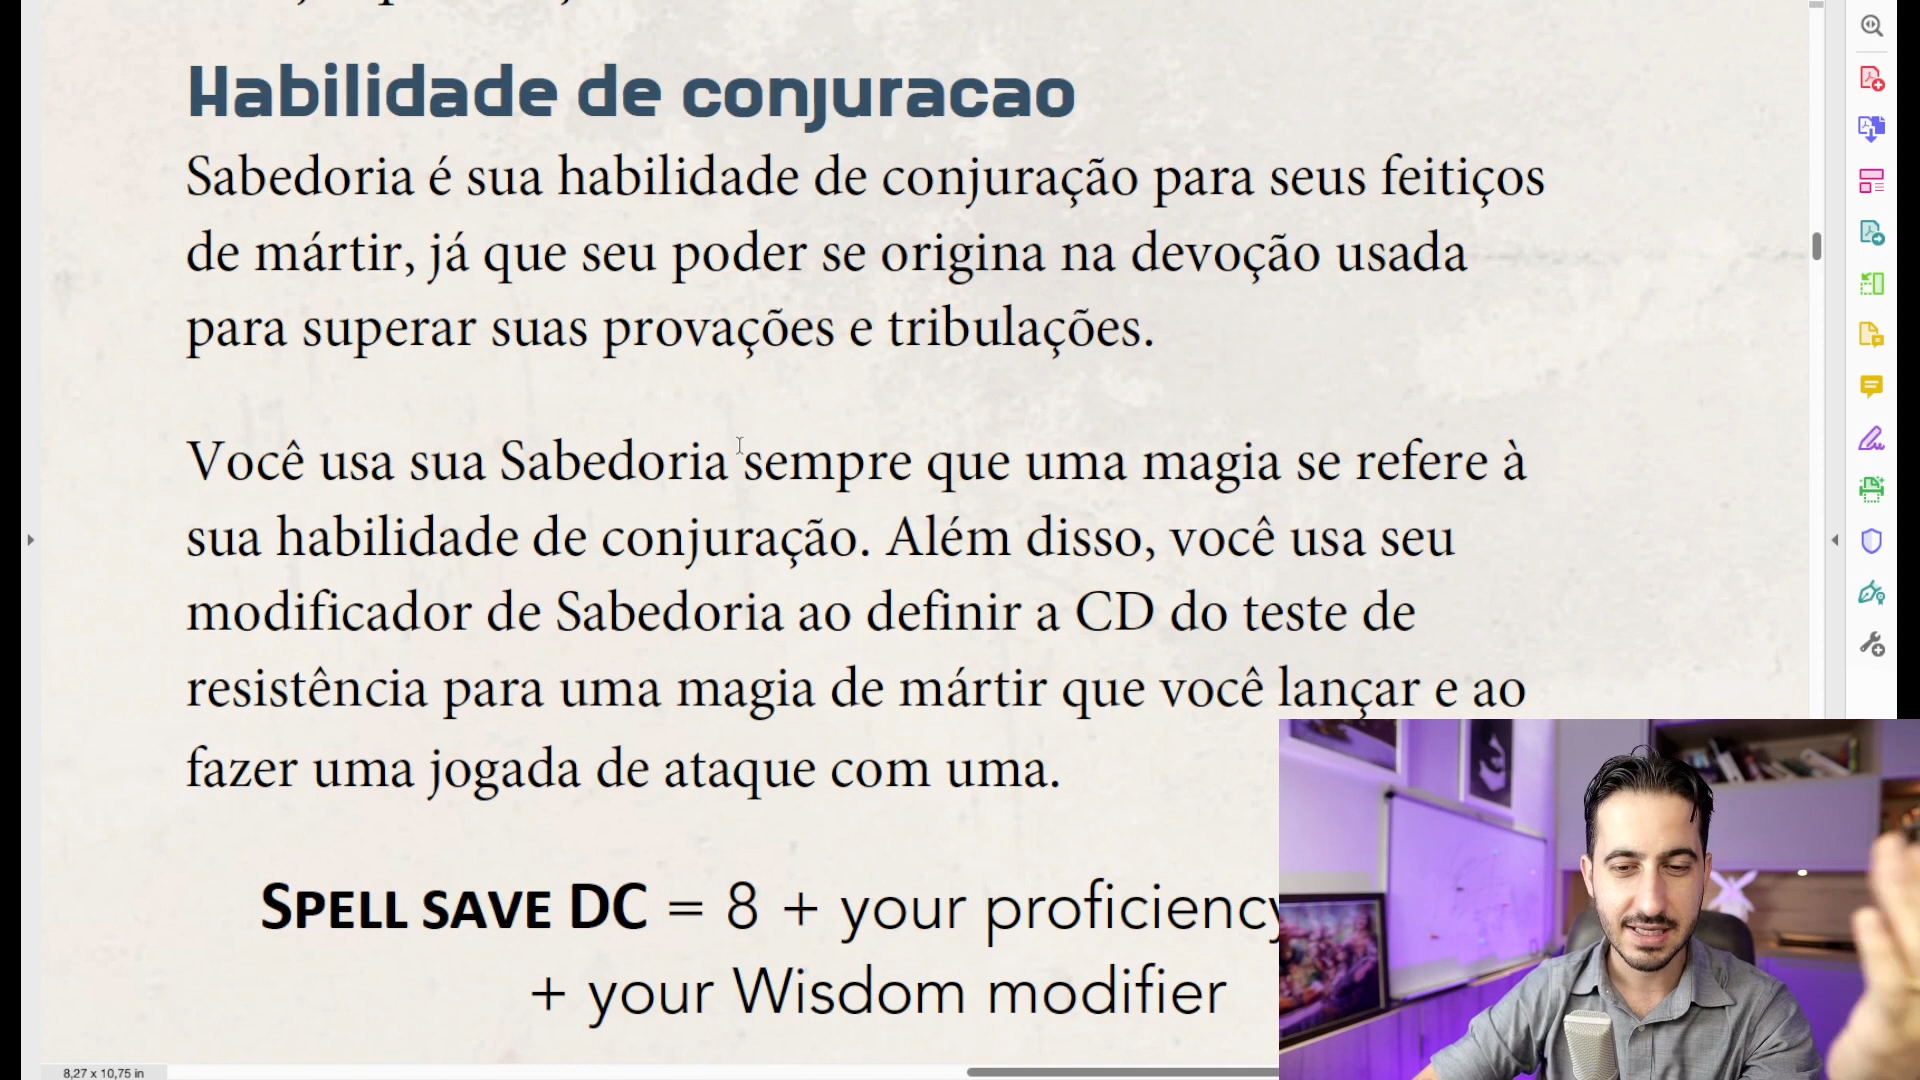 Habilidade de conjuracao
Sabedoria é sua habilidade de conjuração para seus feitiços
de mártir, já que seu poder se origina na devoção usada
para superar suas provações e tribulações.
Você usa sua Sabedoria sempre que uma magia se refere à
sua habilidade de conjuração. Além disso, você usa seu
modificador de Sabedoria ao definir a CD do teste de
resistência para uma magia de mártir que você lançar e ao
fazer uma jogada de ataque com uma.
SPELL SAVE DC = 8 + your proficiency
+ your Wisdom modifier
8,27 x 10,75 in